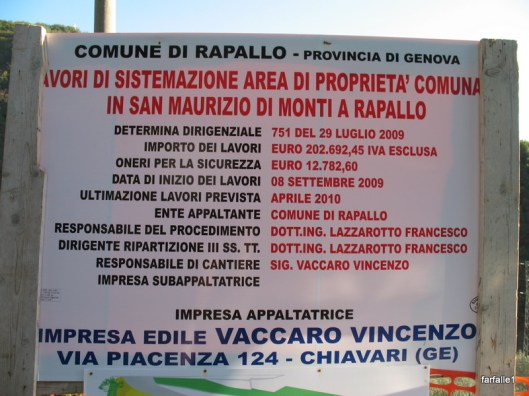 COMUNE DI RAPALLO - PROVINCIA DI GENOVA
AVORI DI SISTEMAZIONE AREA DI PROPRIETA' COMUNA
IN SAN MAURIZIO DI MONTI A RAPALLO
DETERMINA DIRIGENZIALE 751 DEL 29 LUGLIO 2009
IMPORTO DEI LAVORI EURO 202.692,45 IVA ESCLUSA
ONERI PER LA SICUREZZA EURO 12.782,60
DATA DI INIZIO DEI LAVORI 08 SETTEMBRE 2009
ULTIMAZIONE LAVORI PREVISTA APRILE 2010
ENTE APPALTANTE COMUNE DI RAPALLO
RESPONSABILE DEL PROCEDIMENTO DOTT.ING. LAZZAROTTO FRANCESCO
DIRIGENTE RIPARTIZIONE III SS. TT. DOTT.ING. LAZZAROTTO FRANCESCO
RESPONSABILE DI CANTIERE SIG. VACCARO VINCENZO
IMPRESA SUBAPPALTATRICE
IMPRESA APPALTATRICE
IMPRESA EDILE VACCARO VINCENZO
VIA PIACENZA 124 - CHIAVARI (GE)
farfalle1